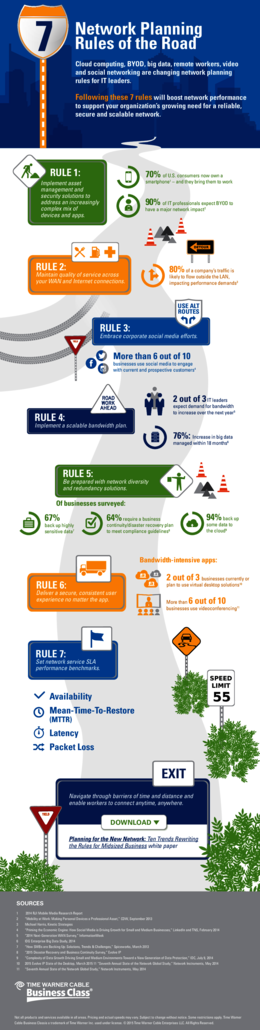 7
Network Planning
Rules of the Road
Cloud computing, BYOD, big data, remote workers, video
and social networking are changing network planning
rules for IT leaders.
Following these 7 rules will boost network performance
to support your organization's growing need for a reliable,
secure and scalable network.
RULE 1:
Implement asset
management and
security solutions to
address an increasingly
complex mix of
devices and apps.
70% of U.S. consumers now own a
smartphone¹ – and they bring them to work
90% of IT professionals expect BYOD to
have a major network impact²
RULE 2:
Maintain quality of service across
your WAN and Internet connections.
80% of a company's traffic is
likely to flow outside the LAN,
impacting performance demands³
USE ALT
ROUTES
RULE 3:
Embrace corporate social media efforts.
More than 6 out of 10
businesses use social media to engage
with current and prospective customers⁴
ROAD
WORK
AHEAD
RULE 4:
Implement a scalable bandwidth plan.
2 out of 3 IT leaders
expect demand for bandwidth
to increase over the next year⁵
76%: Increase in big data
managed within 18 months⁶
RULE 5:
Be prepared with network diversity
and redundancy solutions.
Of businesses surveyed:
67%
back up highly
sensitive data⁷
64% require a business
continuity/disaster recovery plan
to meet compliance guidelines⁸
94% back up
some data to
the cloud⁹
Bandwidth-intensive apps:
RULE 6:
Deliver a secure, consistent user
experience no matter the app.
2 out of 3 businesses currently or
plan to use virtual desktop solutions¹⁰
More than 6 out of 10
businesses use videoconferencing¹¹
RULE 7:
Set network service SLA
performance benchmarks.
Availability
Mean-Time-To-Restore
(MTTR)
Latency
Packet Loss
SPEED
LIMIT
55
EXIT
Navigate through barriers of time and distance and
enable workers to connect anytime, anywhere.
DOWNLOAD
YIELD
Planning for the New Network: Ten Trends Rewriting
the Rules for Midsized Business white paper
SOURCES
TIME WARNER CABLE
Business Class®